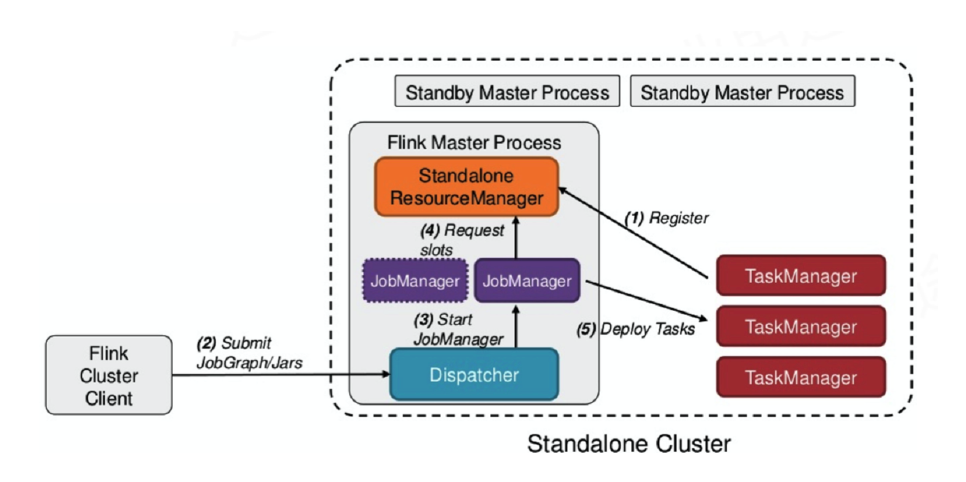 Standby Master Process
Standby Master Process
Flink Master Process
Standalone
ResourceManager
(1) Register
(4) Request
slots
JobManager
JobManager
TaskManager
TaskManager
TaskManager
(5) Deploy Tasks
(3) Start
JobManager
(2) Submit
JobGraph/Jars
Flink
Cluster
Client
Dispatcher
Standalone Cluster